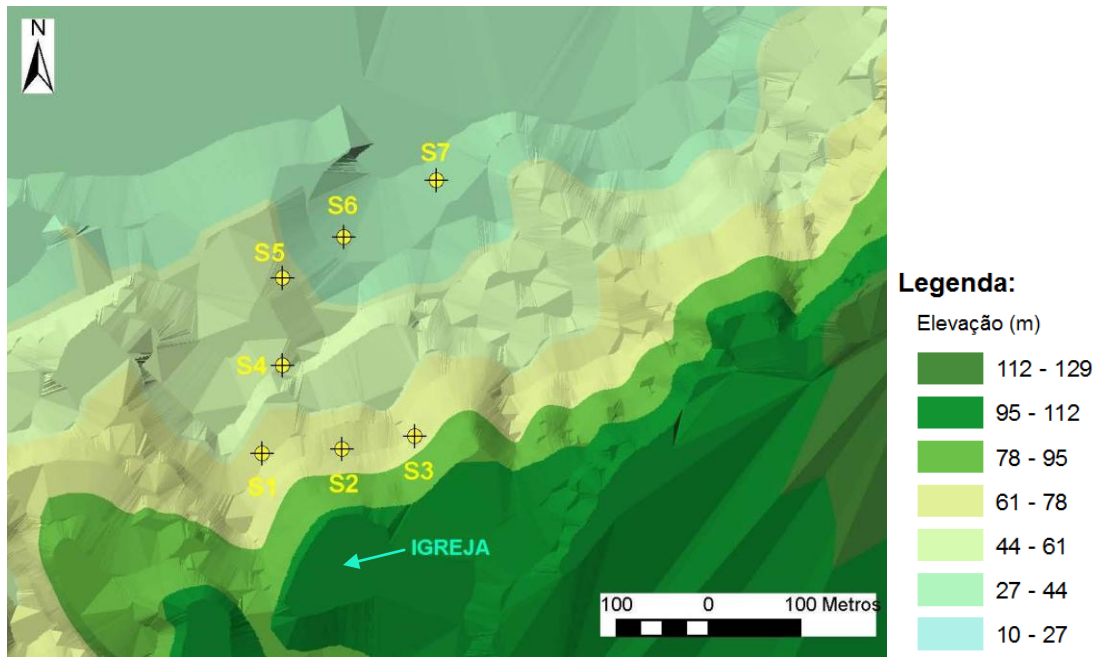 N
S7
S6
S5
S4
S3
S2
S1
IGREJA
100 0 100 Metros
Legenda:
Elevação (m)
112 - 129
95 - 112
78 - 95
61 - 78
44 - 61
27 - 44
10 - 27